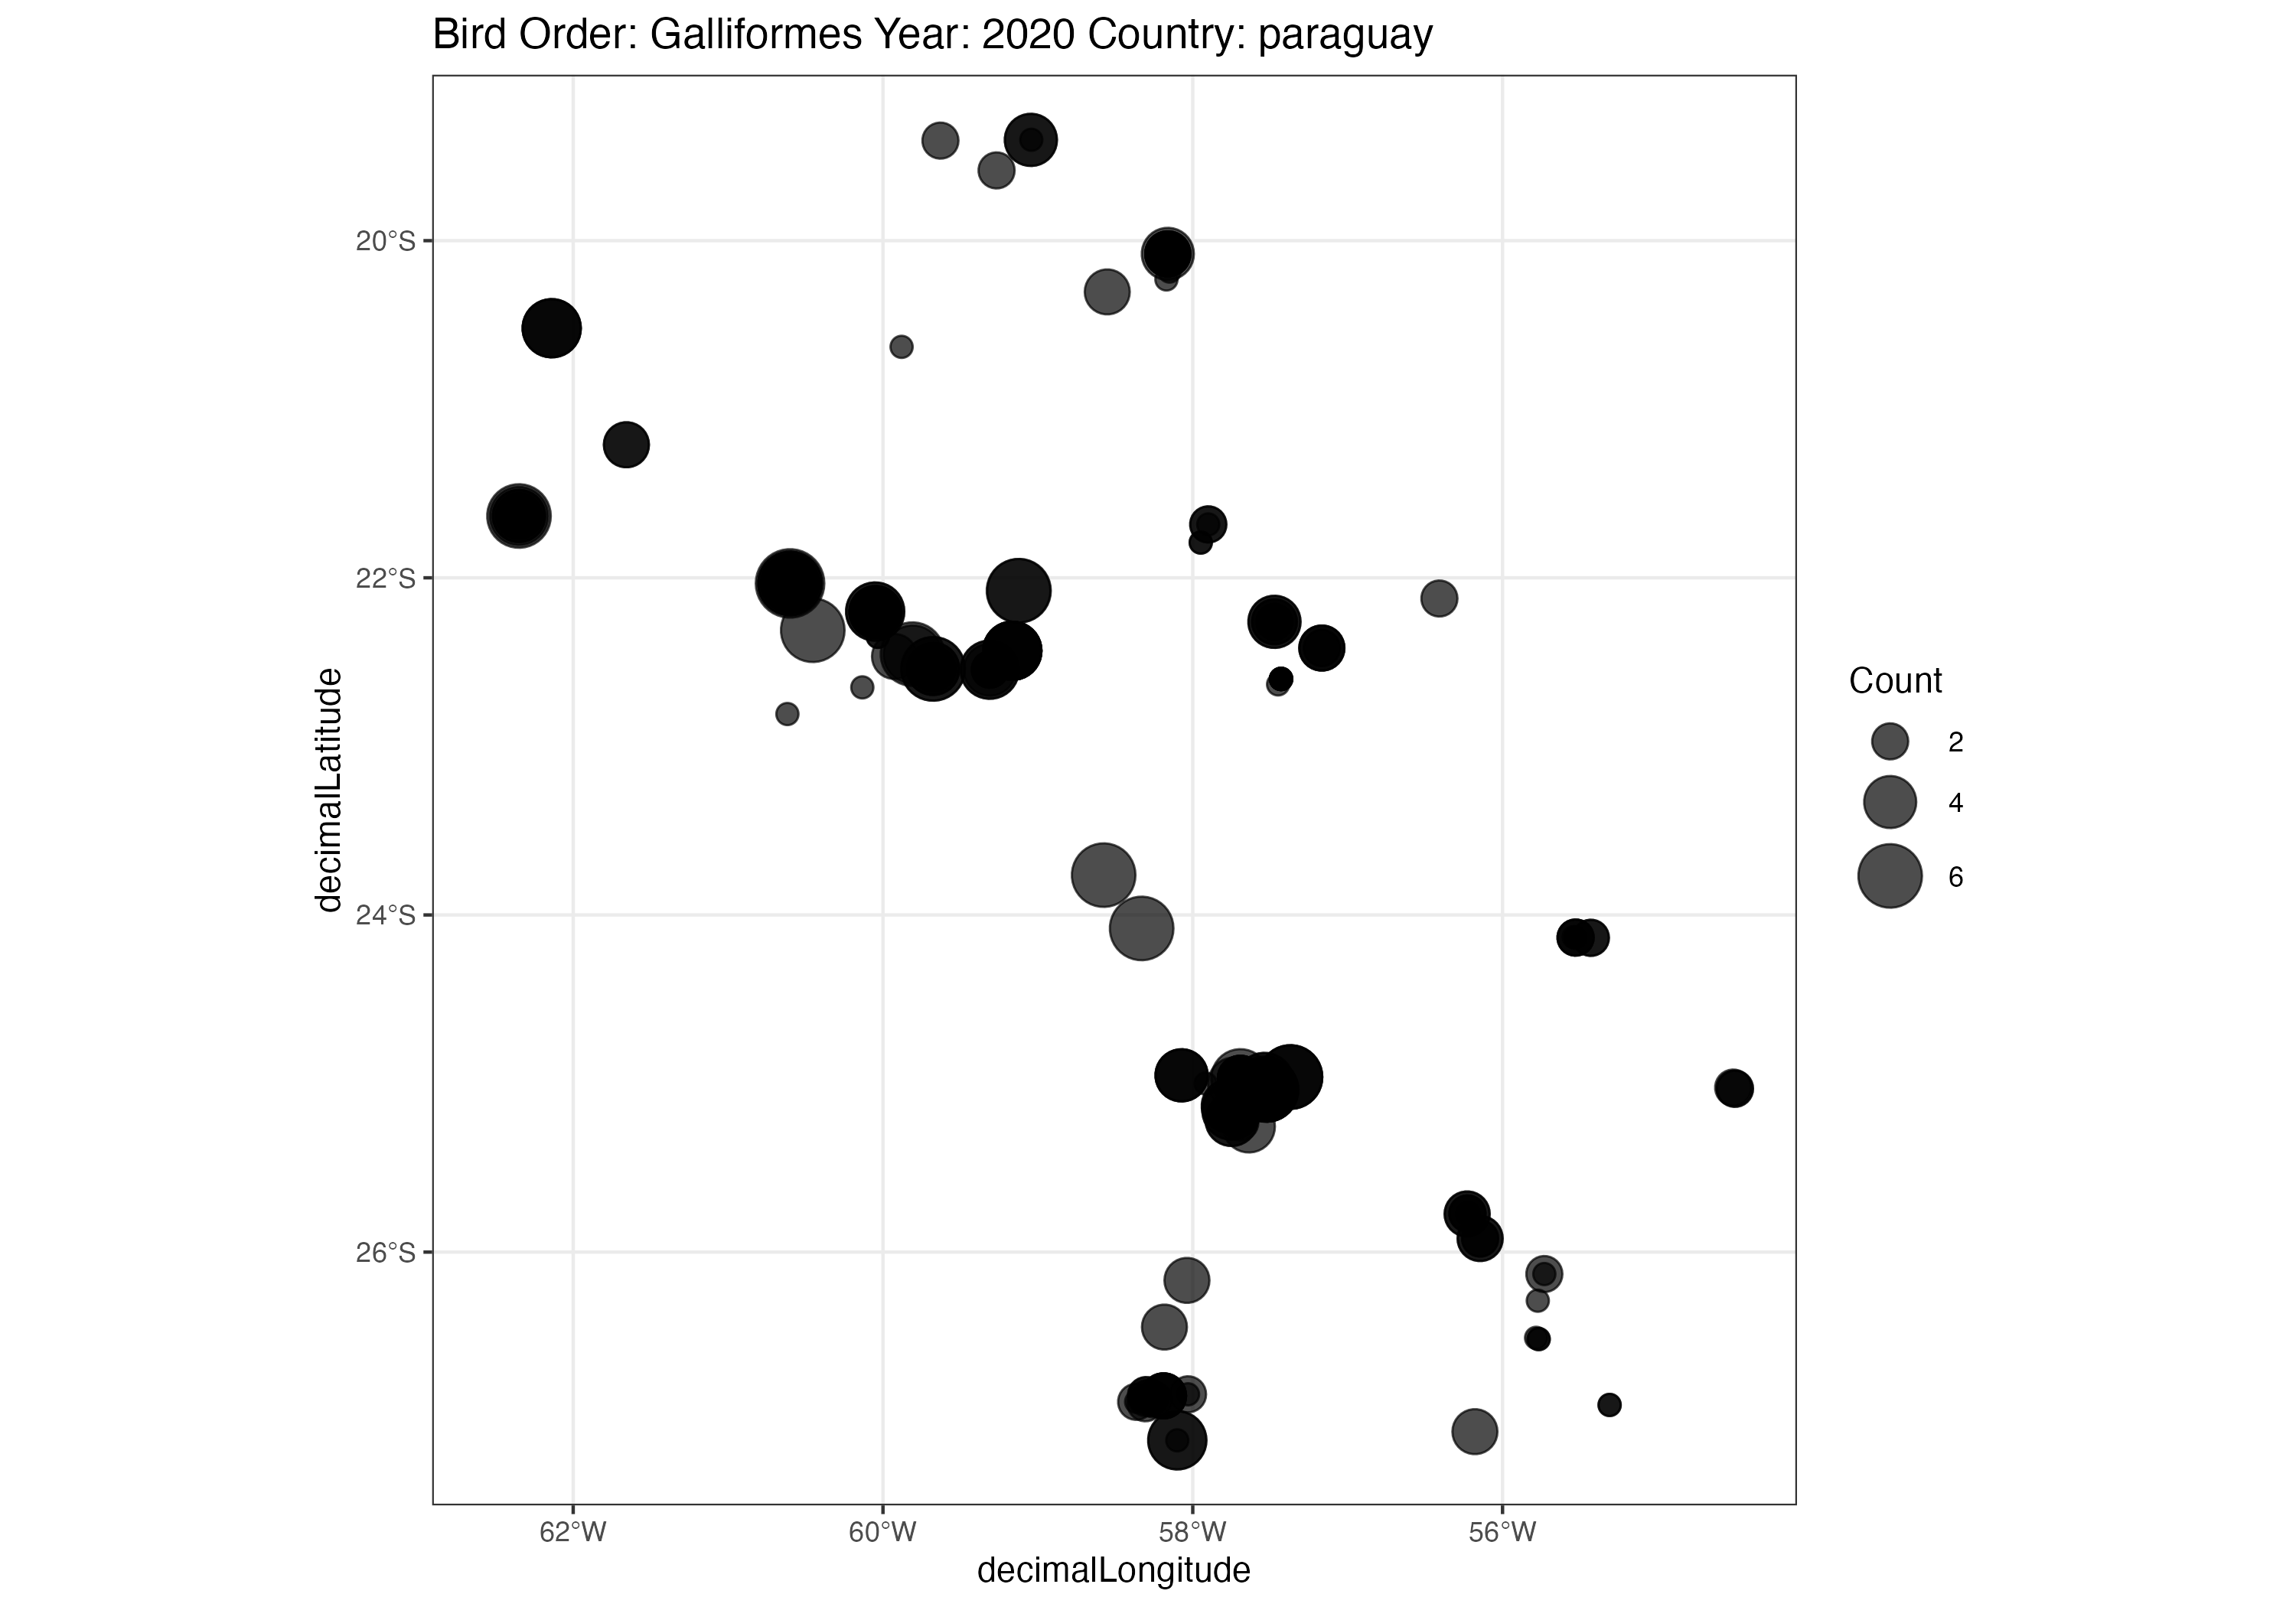 Bird Order: Galliformes Year: 2020 Country: paraguay
20°S
22°S
24°S
26°S
decimalLatitude
62°W
60°W
58°W
56°W
decimalLongitude
Count
2
4
6